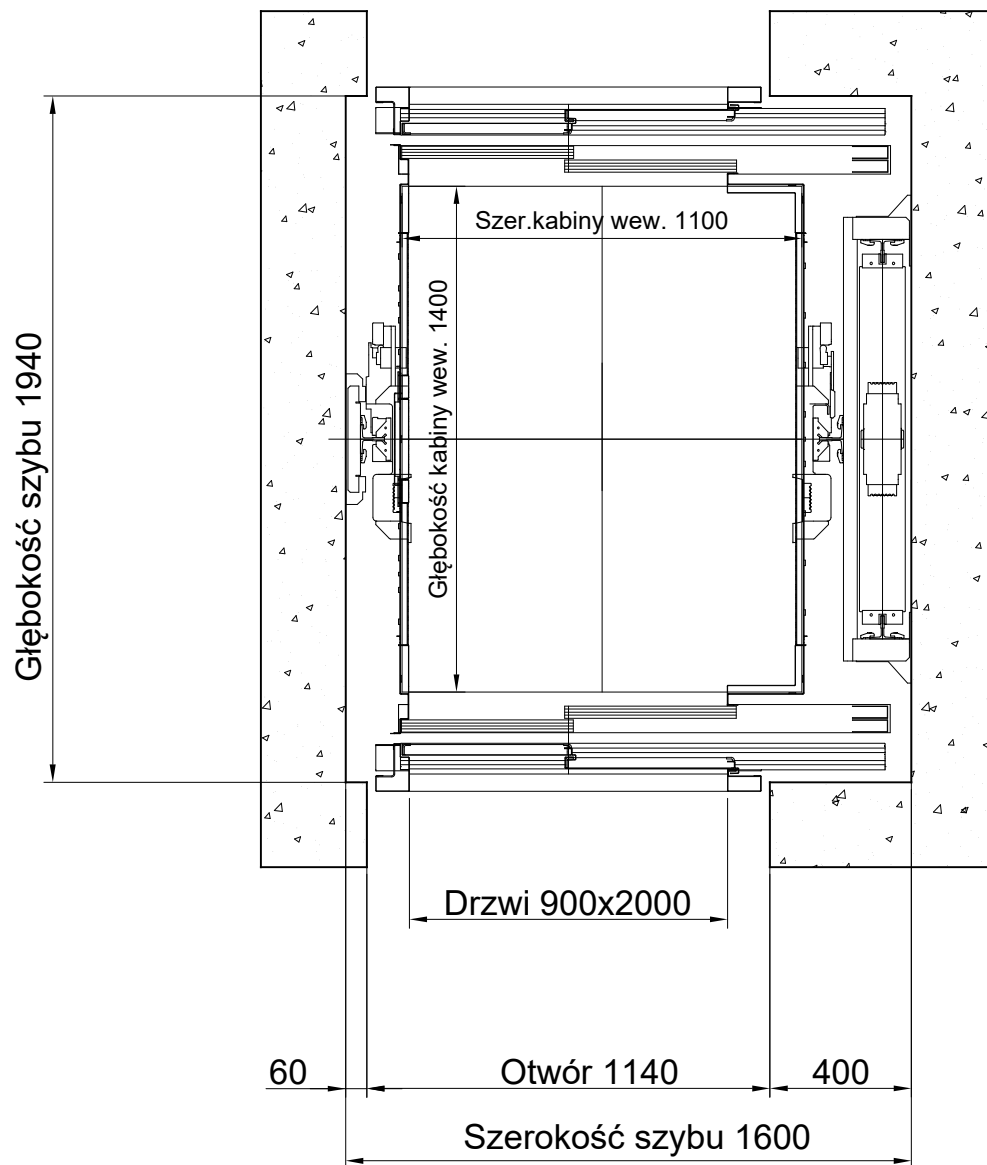 Szer.kabiny wew. 1100
Głębokość kabiny wew. 1400
Głębokość szybu 1940
Drzwi 900x2000
60
Otwór 1140
400
Szerokość szybu 1600